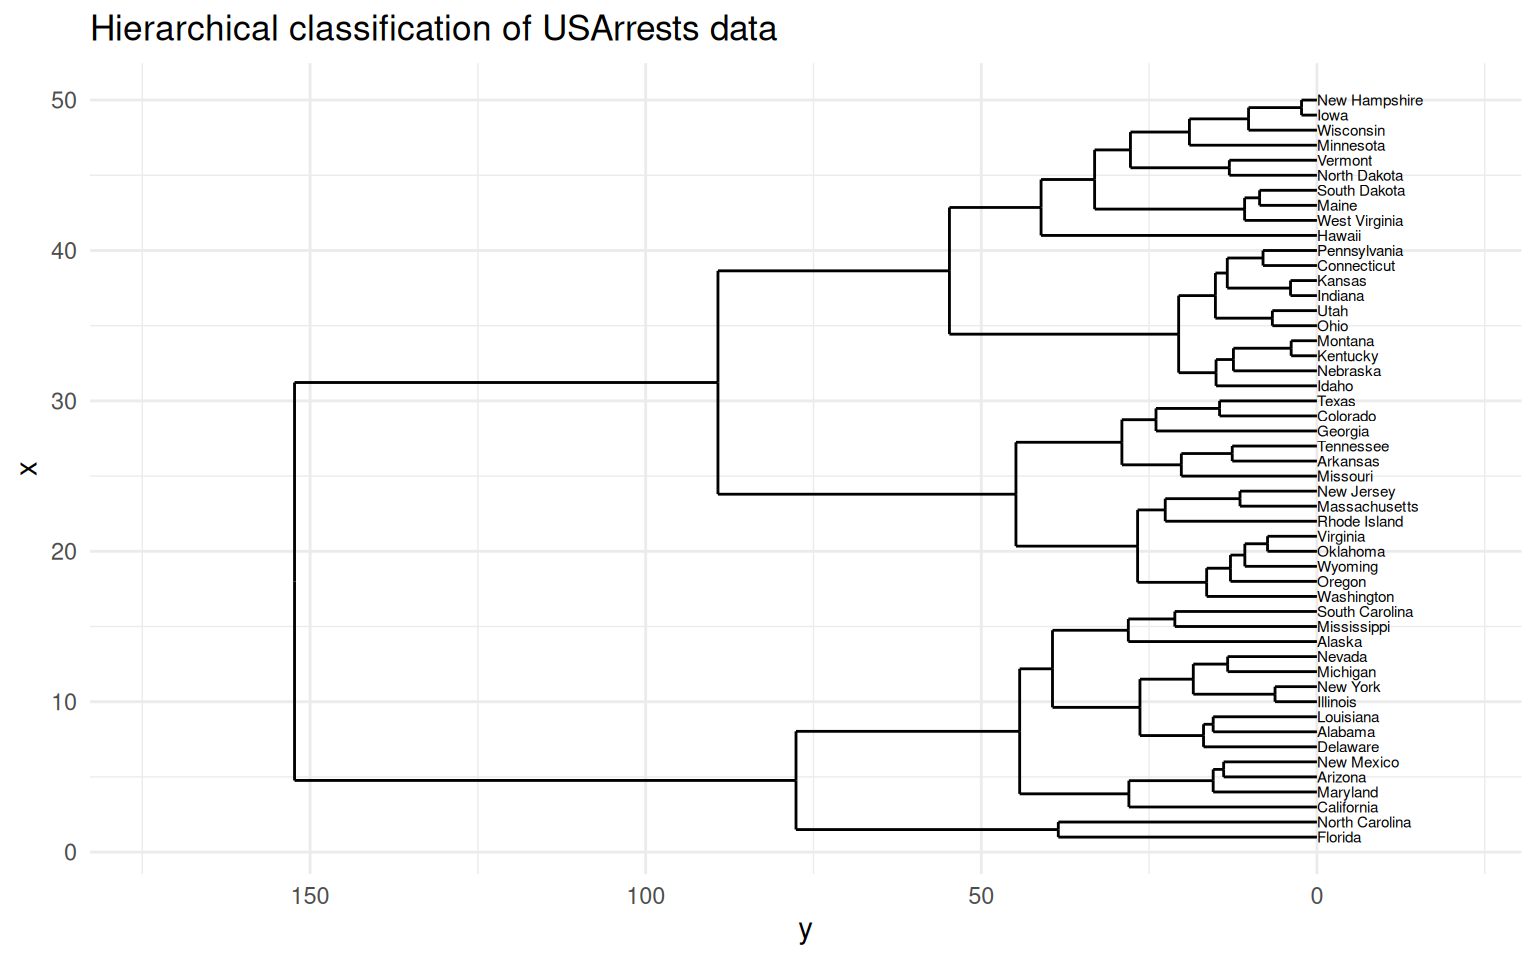 Hierarchical classification of USArrests data
50
40
30
20
10
0
x
New Hampshire
Iowa
Wisconsin
Minnesota
Vermont
North Dakota
South Dakota
Maine
West Virginia
Hawaii
Pennsylvania
Connecticut
Kansas
Indiana
Utah
Ohio
Montana
Kentucky
Nebraska
Idaho
Texas
Colorado
Georgia
Tennessee
Arkansas
Missouri
New Jersey
Massachusetts
Rhode Island
Virginia
Oklahoma
Wyoming
Oregon
Washington
South Carolina
Mississippi
Alaska
Nevada
Michigan
New York
Illinois
Louisiana
Alabama
Delaware
New Mexico
Arizona
Maryland
California
North Carolina
Florida
150 100 50 0
y